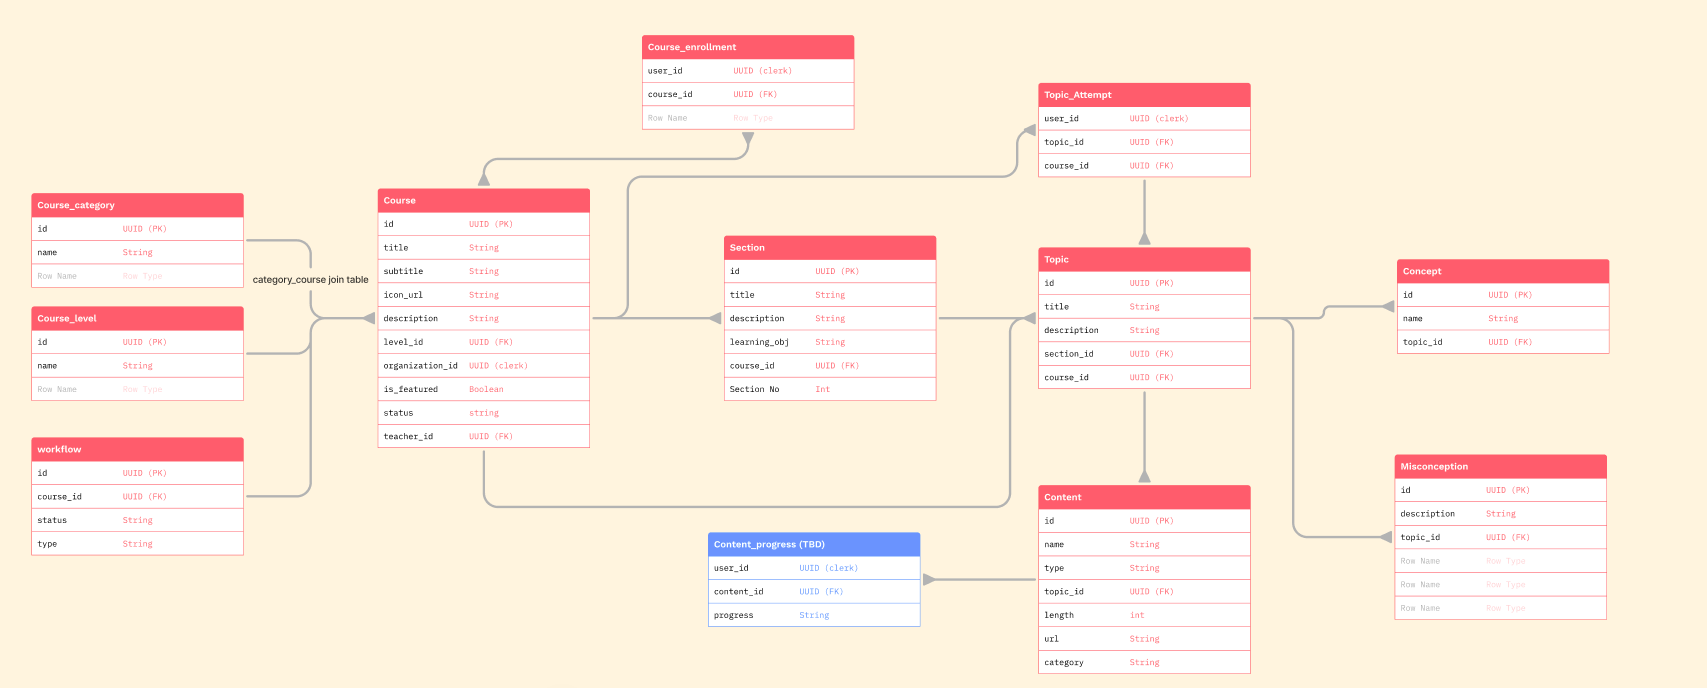 Course_enrollment
user_id UUID (clerk)
course_id UUID (FK)
Row Name Row Type
Topic_Attempt
user_id UUID (clerk)
topic_id UUID (FK)
course_id UUID (FK)
Course_category
id UUID (PK)
name String
Row Name Row Type
category_course join table
Course_level
id UUID (PK)
name String
Row Name Row Type
workflow
id UUID (PK)
course_id UUID (FK)
status String
type String
Course
id UUID (PK)
title String
subtitle String
icon_url String
description String
level_id UUID (FK)
organization_id UUID (clerk)
is_featured Boolean
status string
teacher_id UUID (FK)
Section
id UUID (PK)
title String
description String
learning_obj String
course_id UUID (FK)
Section No Int
Topic
id UUID (PK)
title String
description String
section_id UUID (FK)
course_id UUID (FK)
Concept
id UUID (PK)
name String
topic_id UUID (FK)
Misconception
id UUID (PK)
description String
topic_id UUID (FK)
Row Name Row Type
Row Name Row Type
Row Name Row Type
Content
id UUID (PK)
name String
type String
topic_id UUID (FK)
length int
url String
category String
Content_progress (TBD)
user_id UUID (clerk)
content_id UUID (FK)
progress String